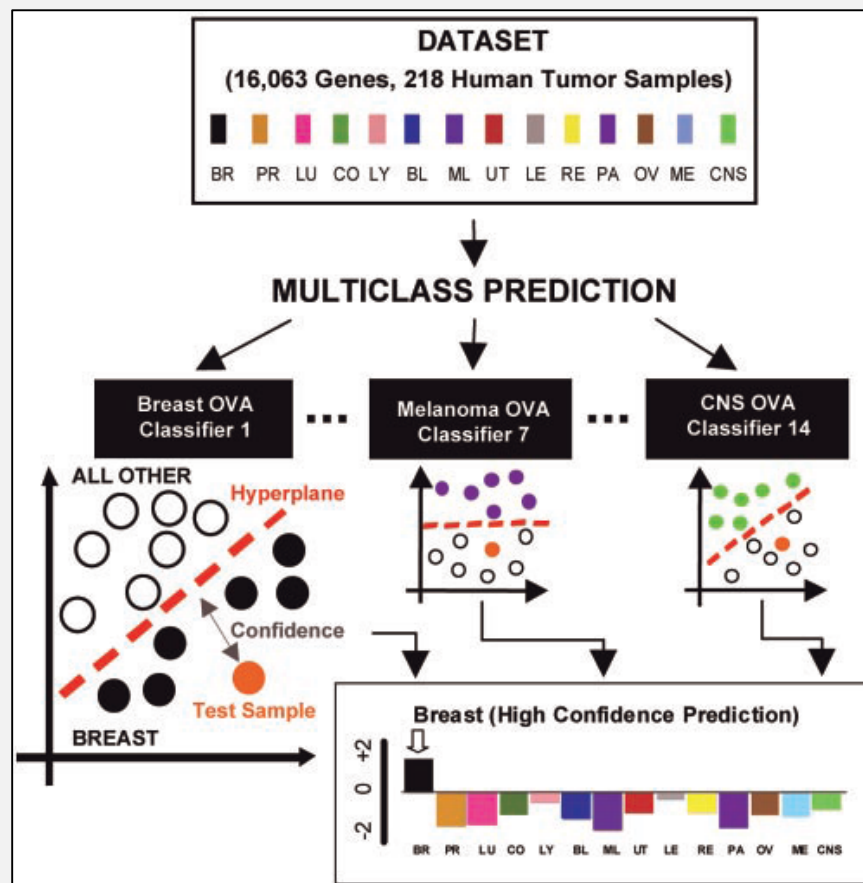 DATASET
(16,063 Genes, 218 Human Tumor Samples)
BR PR LU CO LY BL ML UT LE RE PA OV ME CNS
MULTICLASS PREDICTION
Breast OVA
Classifier 1
Melanoma OVA
Classifier 7
CNS OVA
Classifier 14
ALL OTHER
Hyperplane
Confidence
Test Sample
BREAST
Breast (High Confidence Prediction)
+2
0
-2
BR PR LU CO LY BL ML UT LE RE PA OV ME CNS